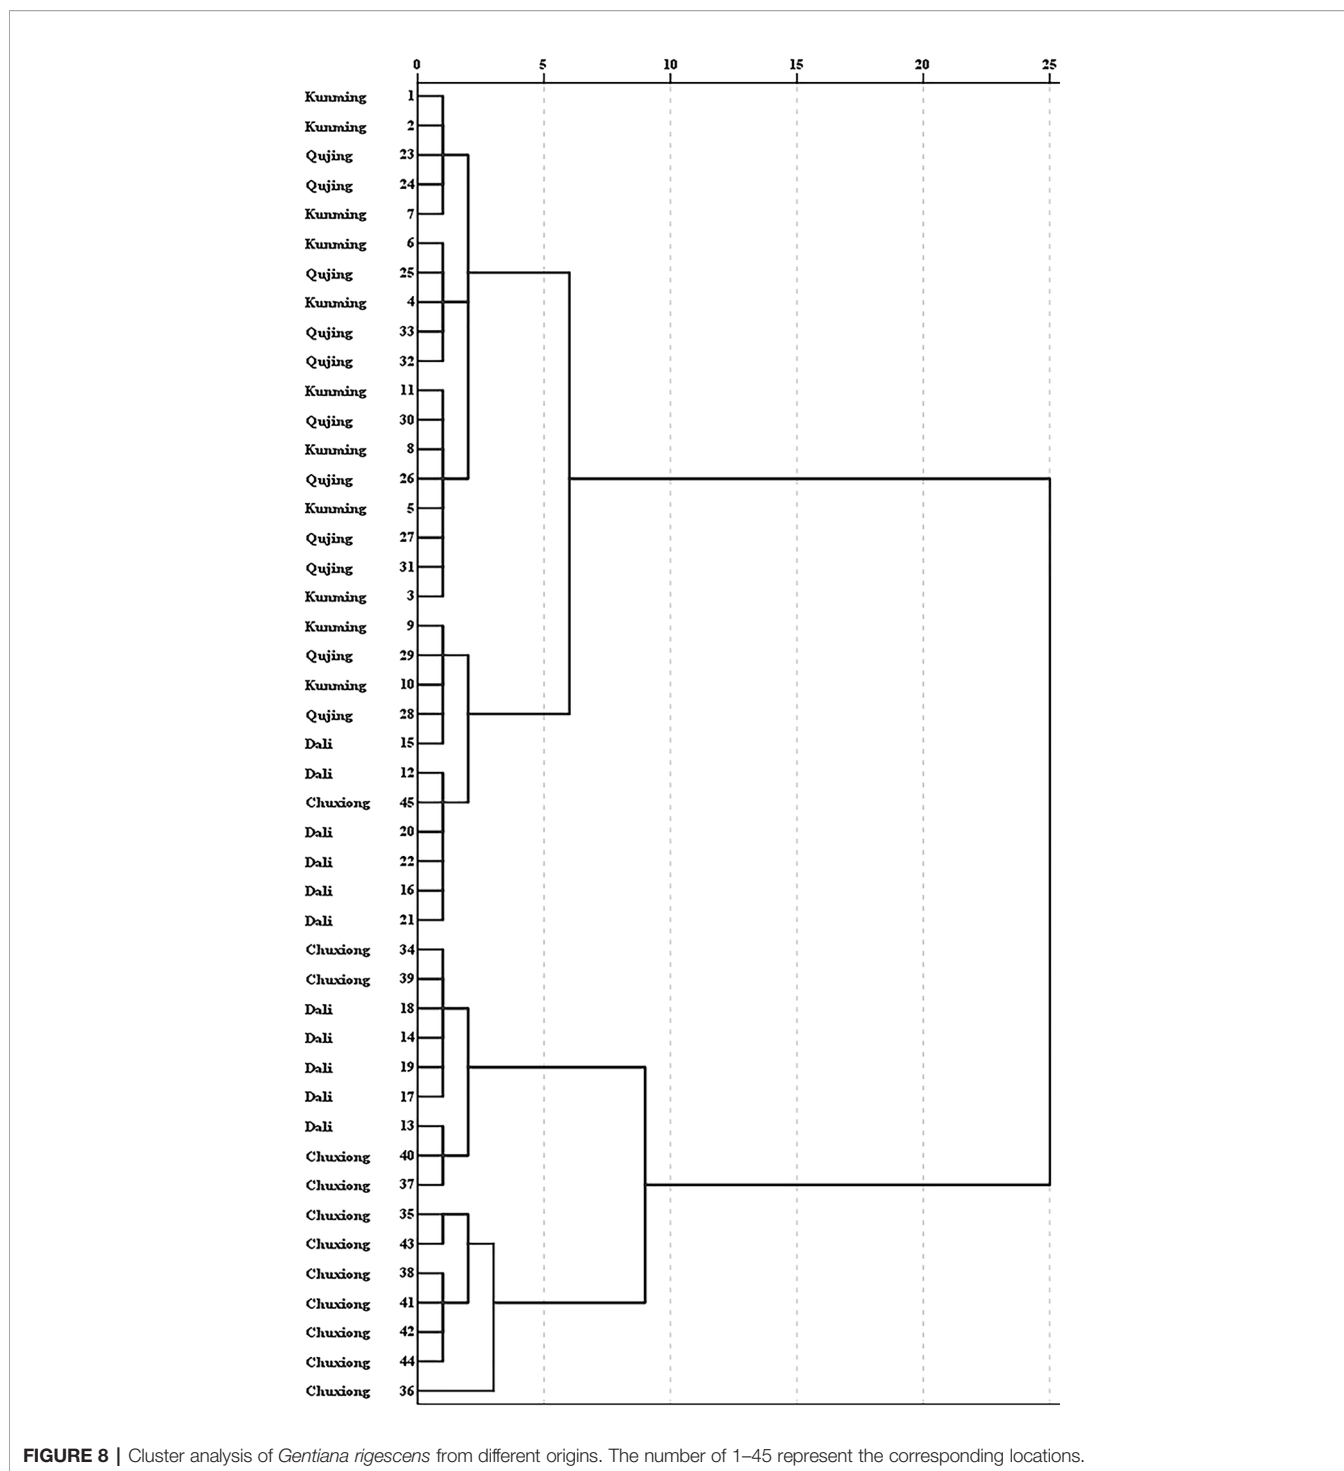 0 5 10 15 20 25
Kunming 1
Kunming 2
Qujing 23
Qujing 24
Kunming 7
Kunming 6
Qujing 25
Kunming 4
Qujing 33
Qujing 32
Kunming 11
Qujing 30
Kunming 8
Qujing 26
Kunming 5
Qujing 27
Qujing 31
Kunming 3
Kunming 9
Qujing 29
Kunming 10
Qujing 28
Dali 15
Dali 12
Chuxiong 45
Dali 20
Dali 22
Dali 16
Dali 21
Chuxiong 34
Chuxiong 39
Dali 18
Dali 14
Dali 19
Dali 17
Dali 13
Chuxiong 40
Chuxiong 37
Chuxiong 35
Chuxiong 43
Chuxiong 38
Chuxiong 41
Chuxiong 42
Chuxiong 44
Chuxiong 36
FIGURE 8 | Cluster analysis of Gentiana rigescens from different origins. The number of 1–45 represent the corresponding locations.